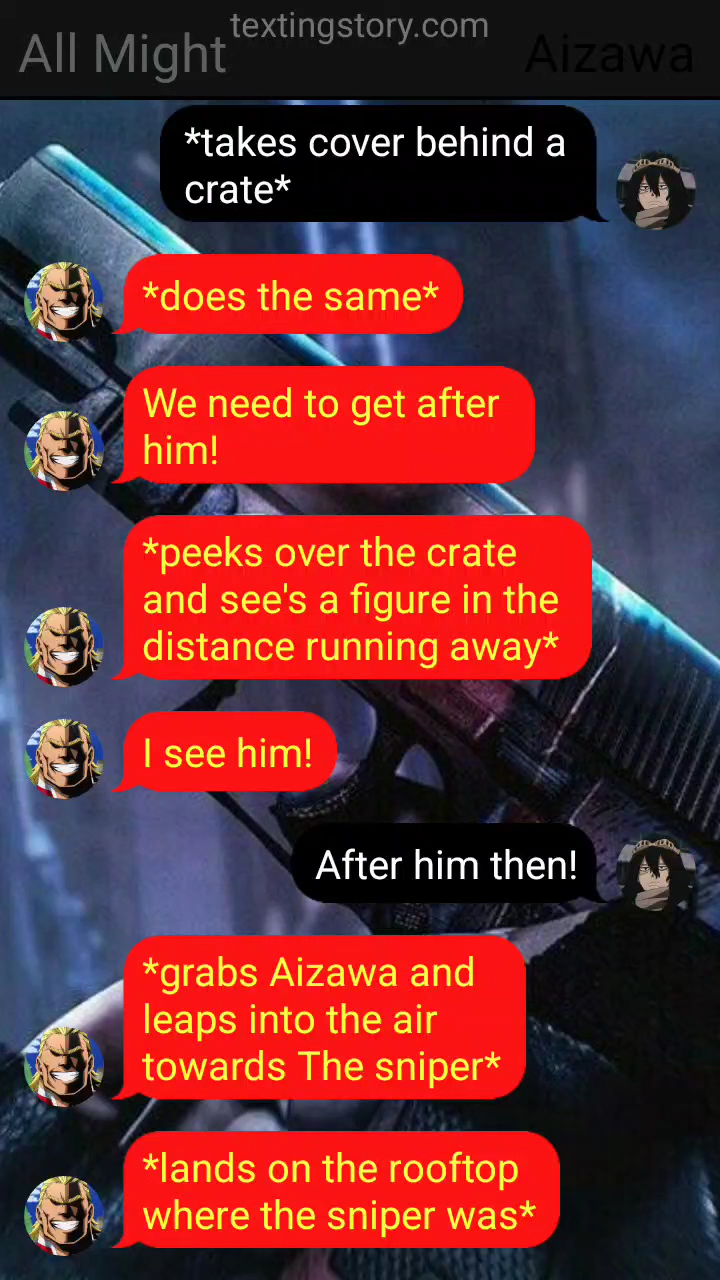 textingstory.com
All Might
Aizawa
*takes cover behind a
crate*
*does the same*
We need to get after
him!
*peeks over the crate
and see's a figure in the
distance running away*
I see him!
After him then!
*grabs Aizawa and
leaps into the air
towards The sniper*
*lands on the rooftop
where the sniper was*